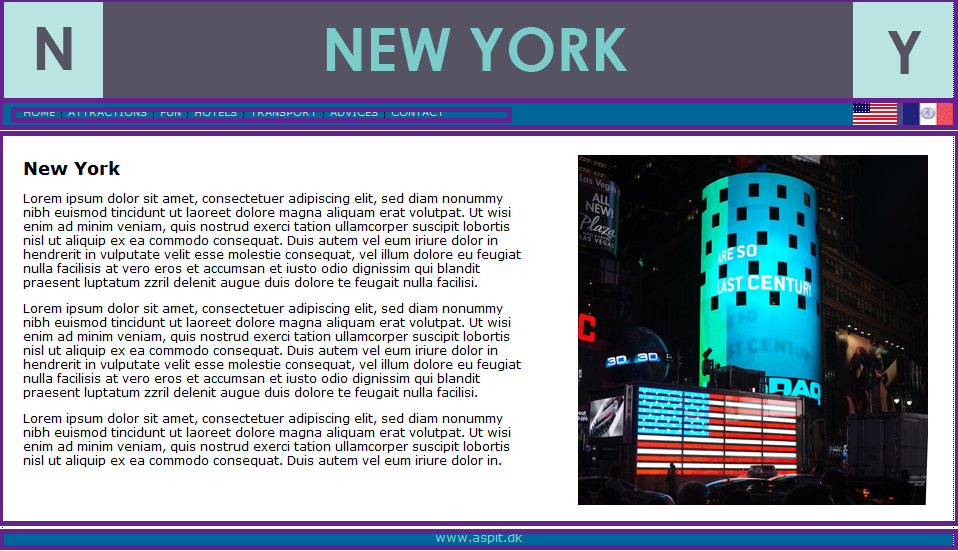 N
NEW YORK
Y
HOME | ATTRACTIONS | FUN | HOTELS | TRANSPORT | ADVICES | CONTACT
New York
Lorem ipsum dolor sit amet, consectetuer adipiscing elit, sed diam nonummy
nibh euismod tincidunt ut laoreet dolore magna aliquam erat volutpat. Ut wisi
enim ad minim veniam, quis nostrud exerci tation ullamcorper suscipit lobortis
nisl ut aliquip ex ea commodo consequat. Duis autem vel eum iriure dolor in
hendrerit in vulputate velit esse molestie consequat, vel illum dolore eu feugiat
nulla facilisis at vero eros et accumsan et iusto odio dignissim qui blandit
praesent luptatum zzril delenit augue duis dolore te feugait nulla facilisi.
Lorem ipsum dolor sit amet, consectetuer adipiscing elit, sed diam nonummy
nibh euismod tincidunt ut laoreet dolore magna aliquam erat volutpat. Ut wisi
enim ad minim veniam, quis nostrud exerci tation ullamcorper suscipit lobortis
nisl ut aliquip ex ea commodo consequat. Duis autem vel eum iriure dolor in
hendrerit in vulputate velit esse molestie consequat, vel illum dolore eu feugiat
nulla facilisis at vero eros et accumsan et iusto odio dignissim qui blandit
praesent luptatum zzril delenit augue duis dolore te feugait nulla facilisi.
Lorem ipsum dolor sit amet, consectetuer adipiscing elit, sed diam nonummy
nibh euismod tincidunt ut laoreet dolore magna aliquam erat volutpat. Ut wisi
enim ad minim veniam, quis nostrud exerci tation ullamcorper suscipit lobortis
nisl ut aliquip ex ea commodo consequat. Duis autem vel eum iriure dolor in.
Las Vegas
ALL
NEW!
Plaza
LAS VEGAS
ARE SO
LAST CENTURY
C
3D 3D
DAQ
www.aspit.dk